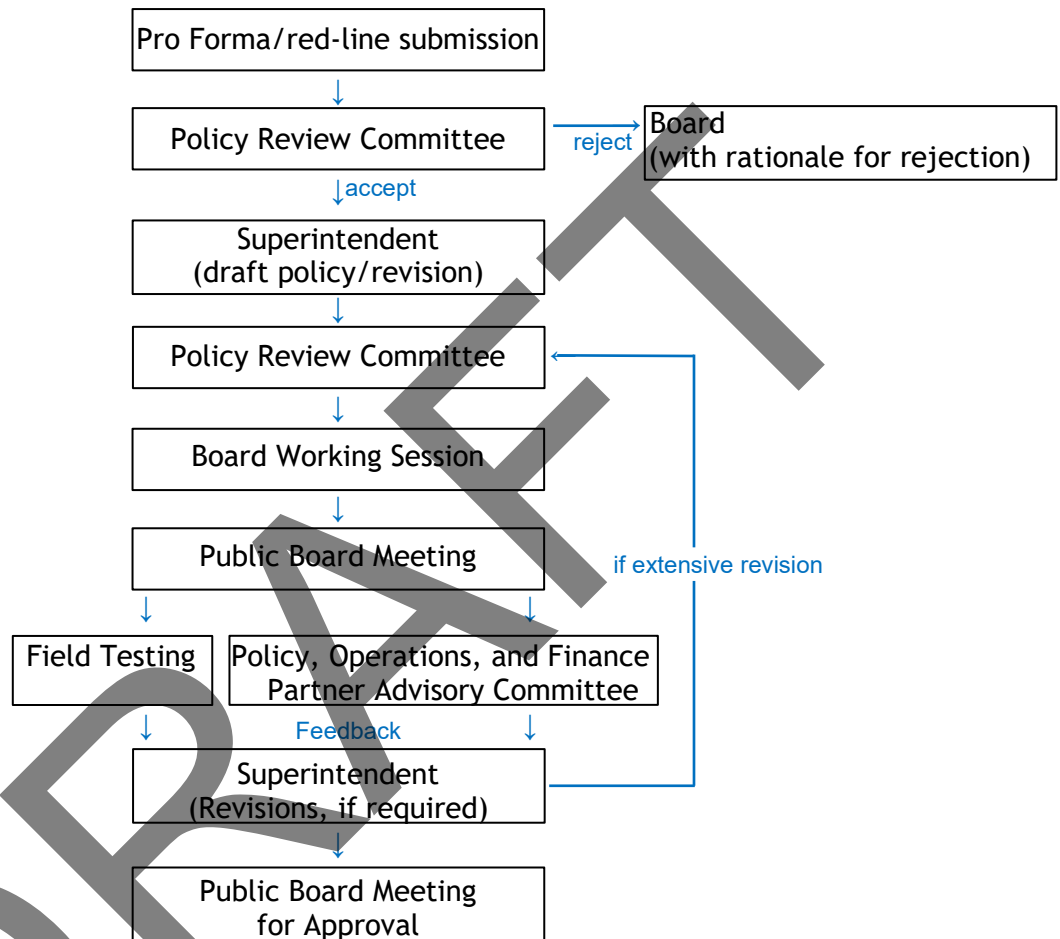 Pro Forma/red-line submission
Policy Review Committee
reject
Board
(with rationale for rejection)
accept
Superintendent
(draft policy/revision)
Policy Review Committee
Board Working Session
Public Board Meeting
if extensive revision
Field Testing
Policy, Operations, and Finance
Partner Advisory Committee
Feedback
Superintendent
(Revisions, if required)
Public Board Meeting
for Approval
DRAFT